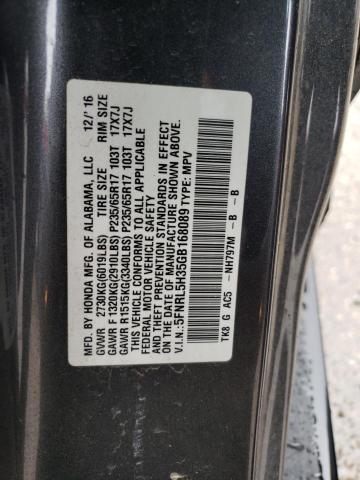 MFD. BY: HONDA MFG. OF ALABAMA, LLC 12/ 16
GVWR 2730KG(6019LBS) TIRE SIZE RIM SIZE
GAWR F 1320KG(2910LBS) P235/65R17 103T 17X7J
GAWR R1515KG(3340LBS) P235/65R17 103T 17X7J
THIS VEHICLE CONFORMS TO ALL APPLICABLE
FEDERAL MOTOR VEHICLE SAFETY
AND THEFT PREVENTION STANDARDS IN EFFECT
ON THE DATE OF MANUFACTURE SHOWN ABOVE.
V.I.N.:5FNRL5H35GB166089 TYPE: MPV
TK8 G AC5 -NH797M - B - B